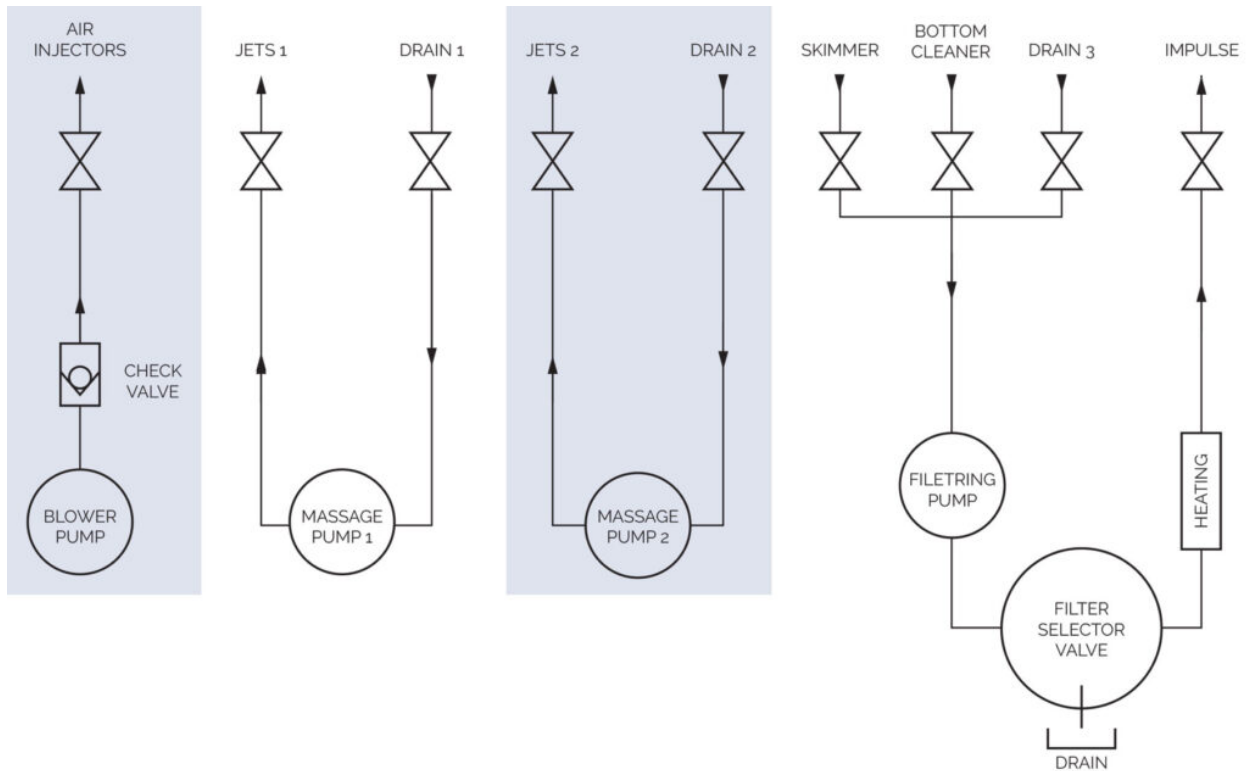 AIR
INJECTORS
JETS 1
DRAIN 1
JETS 2
DRAIN 2
SKIMMER
BOTTOM
CLEANER
DRAIN 3
IMPULSE
CHECK
VALVE
BLOWER
PUMP
MASSAGE
PUMP 1
MASSAGE
PUMP 2
FILETRING
PUMP
HEATING
FILTER
SELECTOR
VALVE
DRAIN